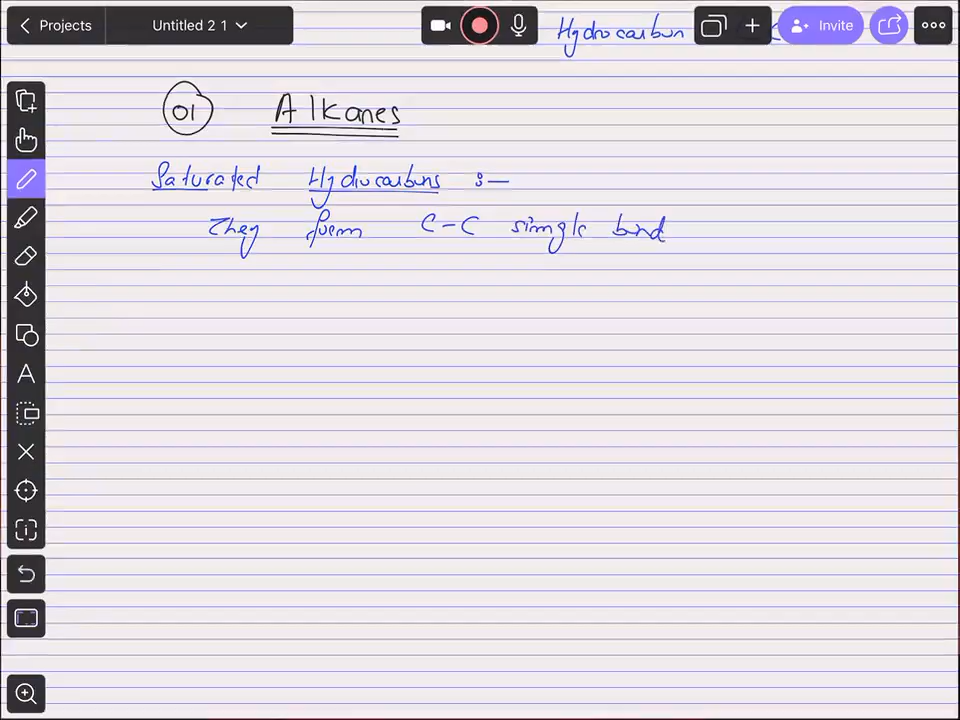 Projects Untitled 2 1 Hydrocarbon Invite
01 Alkanes
Saturated Hydrocarbons :—
They form C-C single bond